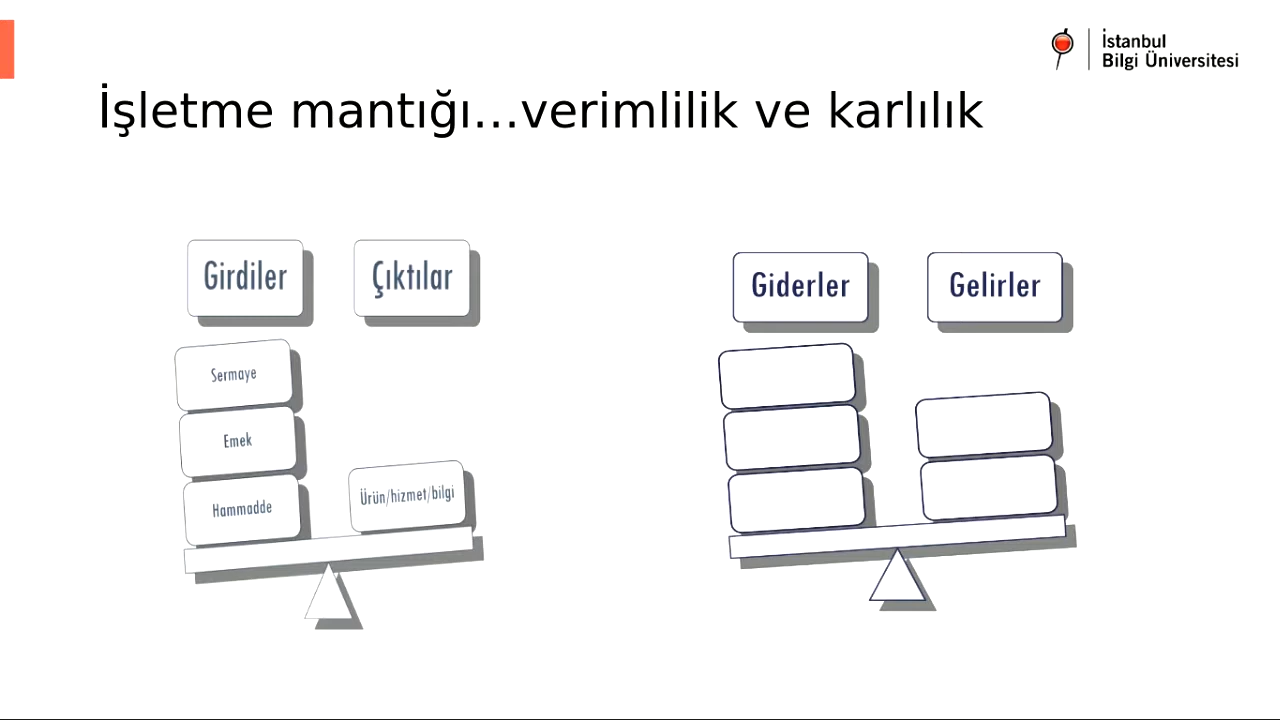 İstanbul
Bilgi Üniversitesi
İşletme mantığı...verimlilik ve karlılık
Girdiler
Çıktılar
Sermaye
Emek
Hammadde
Ürün/hizmet/bilgi
Giderler
Gelirler